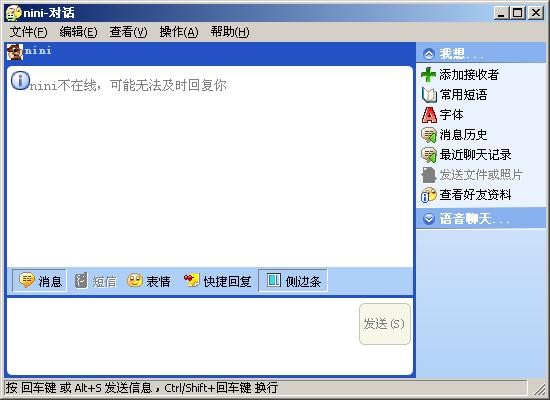 nini-对话
文件(F) 编辑(E) 查看(V) 操作(A) 帮助(H)
nini
nini不在线，可能无法及时回复你
我想...
添加接收者
常用短语
字体
消息历史
最近聊天记录
发送文件或照片
查看好友资料
语音聊天...
消息 短信 表情 快捷回复 侧边条
发送(S)
按 回车键 或 Alt+S 发送信息，Ctrl/Shift+回车键 换行